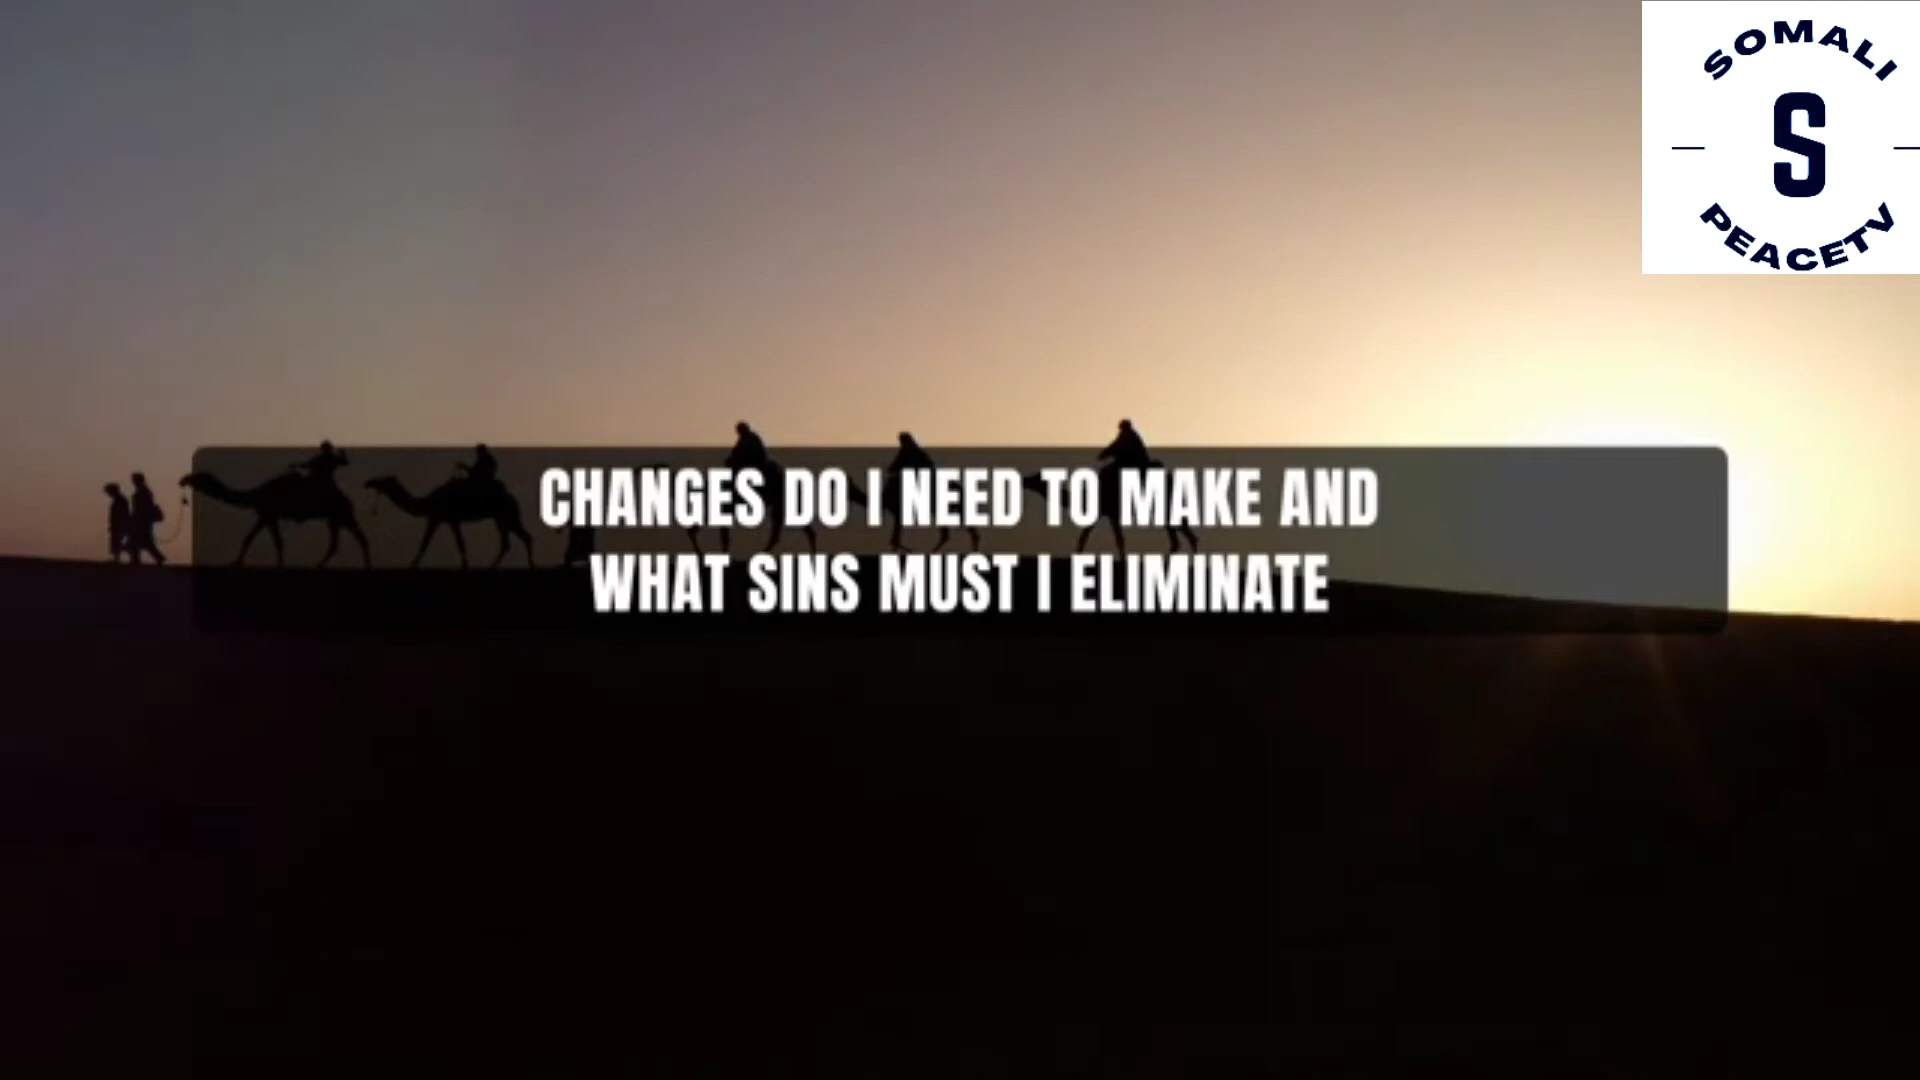 SOMALI
S
PEACETV
CHANGES DO I NEED TO MAKE AND
WHAT SINS MUST I ELIMINATE